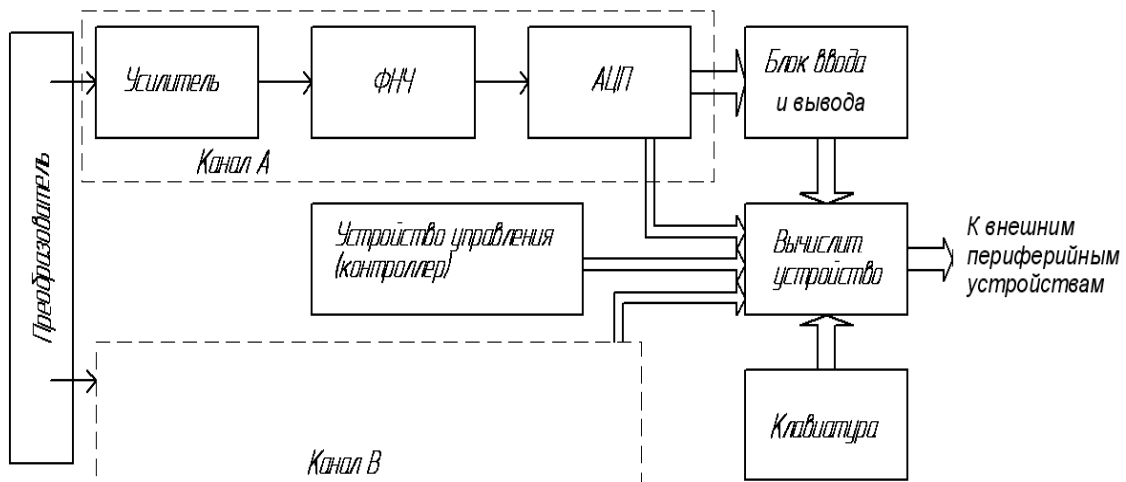 Преобразователь
Усилитель
ФНЧ
АЦП
Канал А
Блок ввода
и вывода
Устройство управления
(контроллер)
Вычислит.
устройство
К внешним
периферийным
устройствам
Клавиатура
Канал В